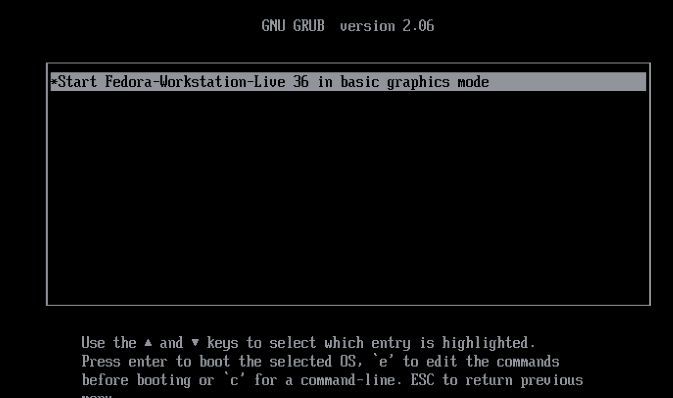 GNU GRUB version 2.06
*Start Fedora-Workstation-Live 36 in basic graphics mode
Use the ▲ and ▼ keys to select which entry is highlighted.
Press enter to boot the selected OS, `e' to edit the commands
before booting or `c' for a command-line. ESC to return previous
menu